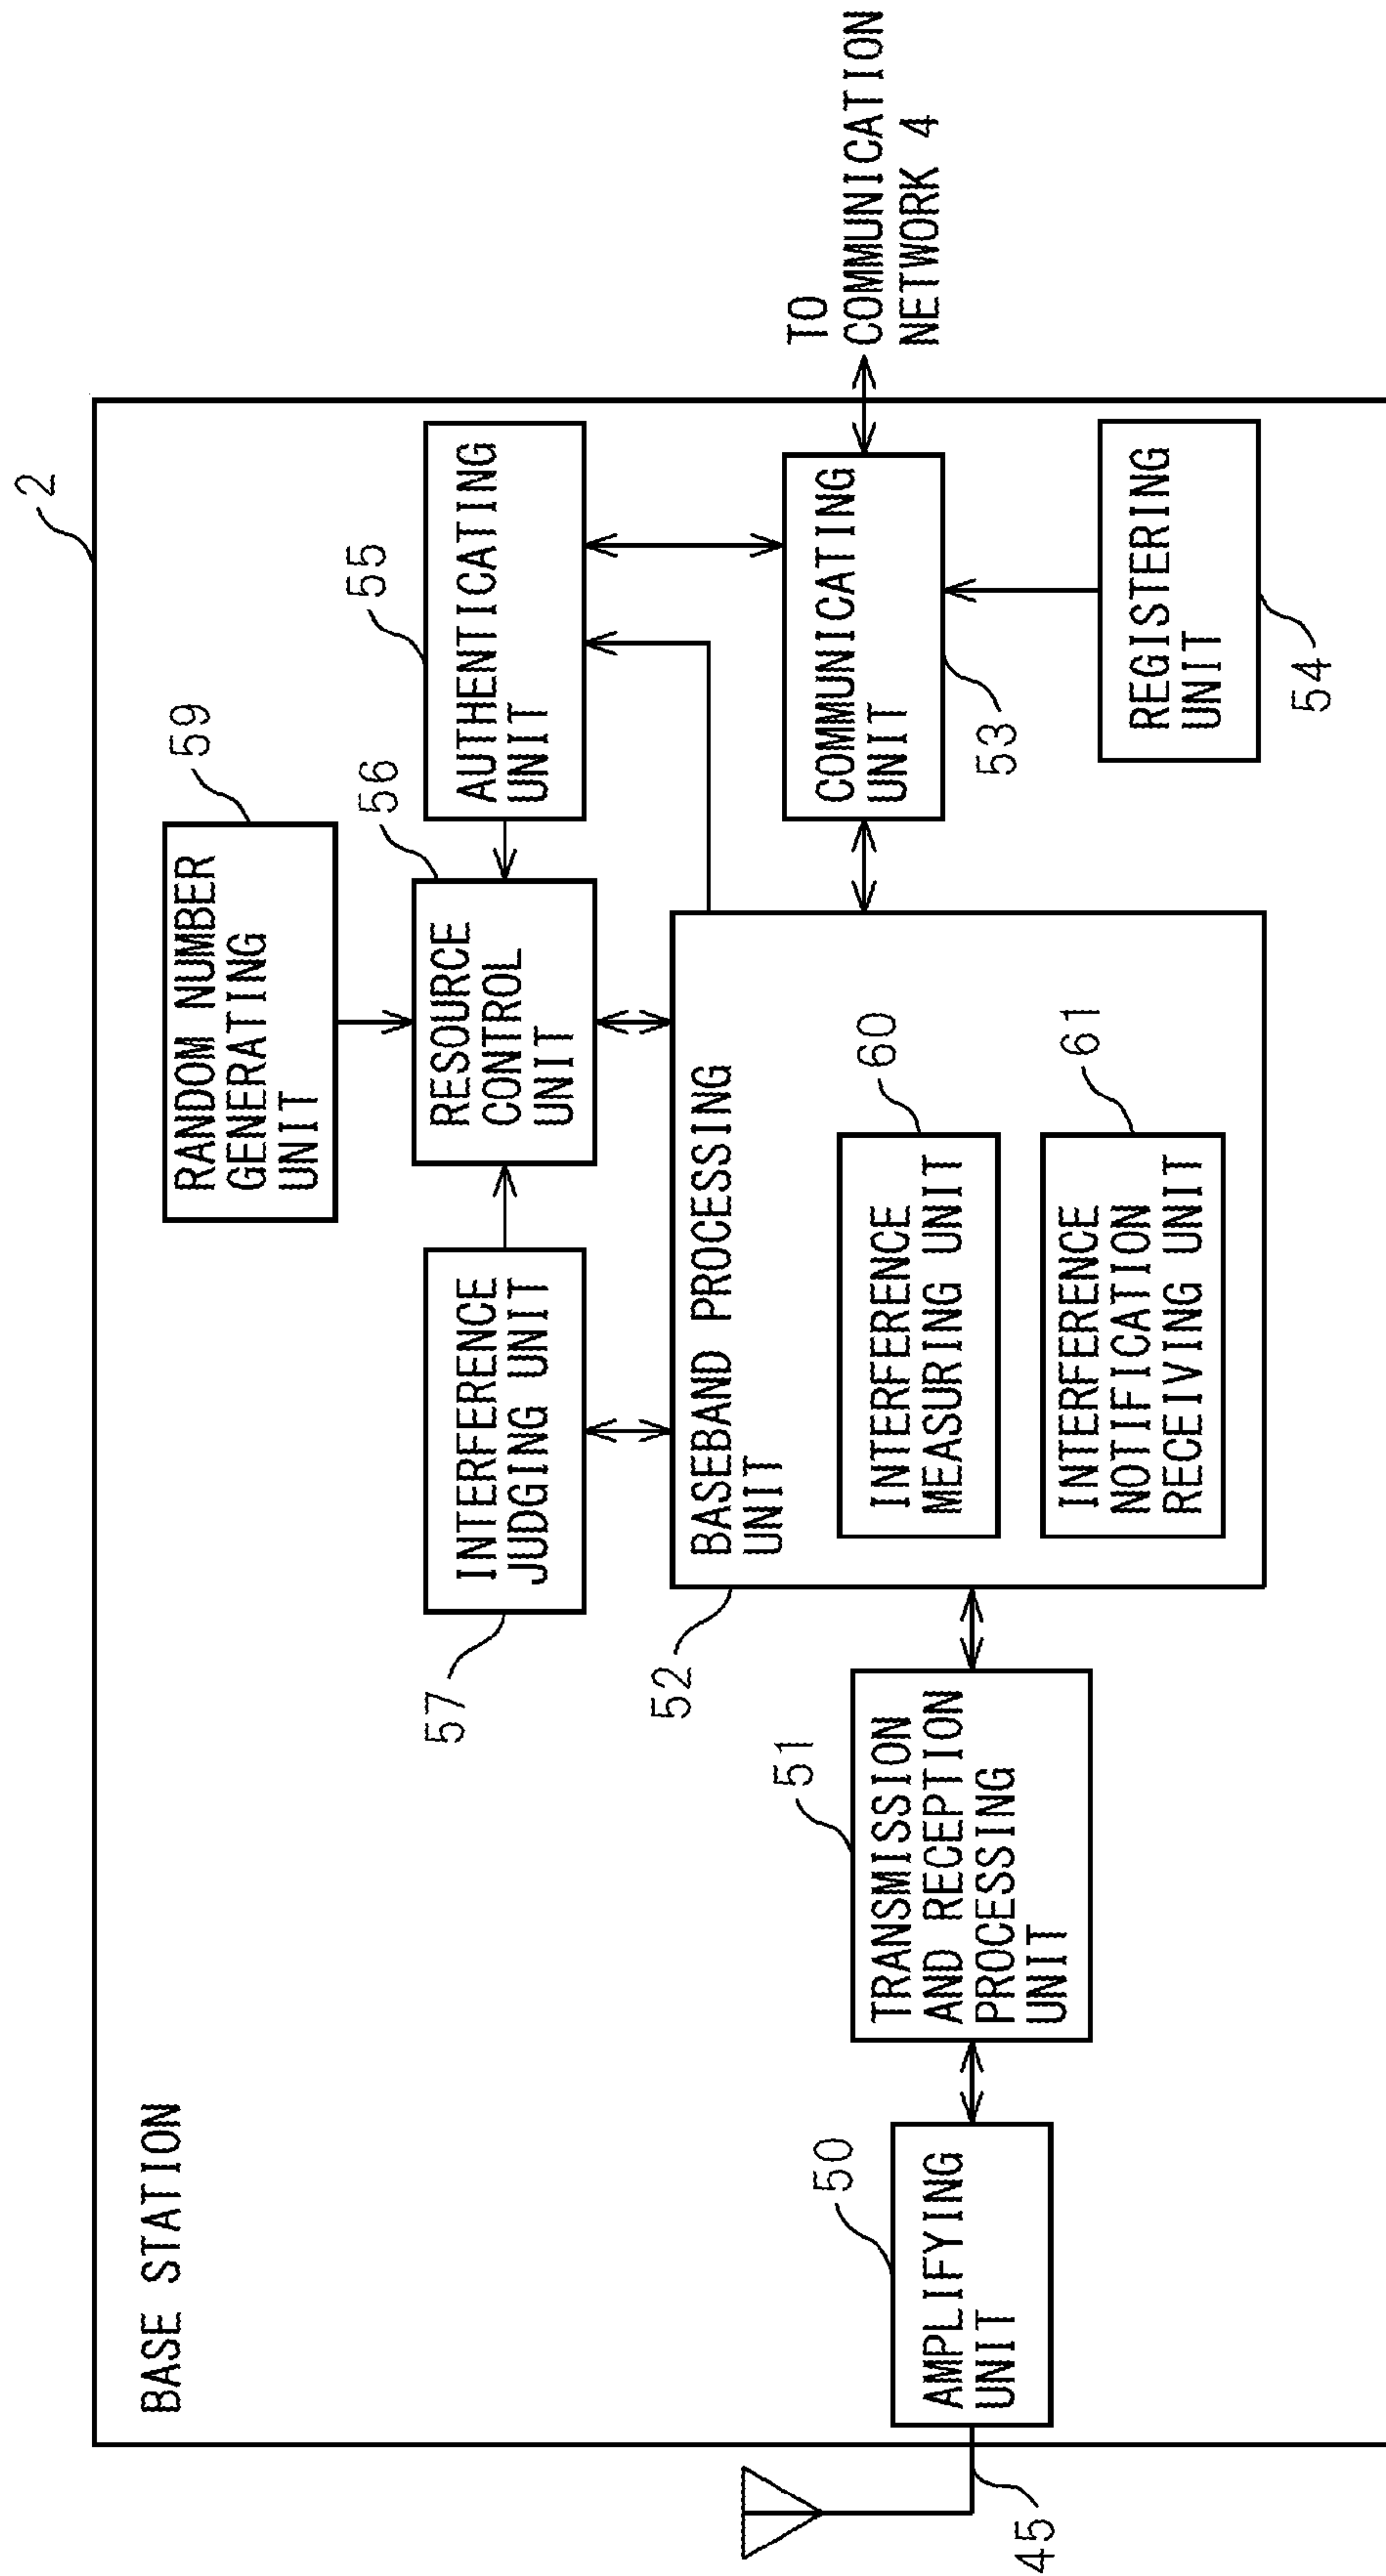 BASE STATION
2
RANDOM NUMBER
GENERATING
UNIT
59
57
INTERFERENCE
JUDGING UNIT
56
RESOURCE
CONTROL
UNIT
55
AUTHENTICATING
UNIT
45
50
AMPLIFYING
UNIT
51
TRANSMISSION
AND RECEPTION
PROCESSING
UNIT
52
BASEBAND PROCESSING
UNIT
60
INTERFERENCE
MEASURING UNIT
61
INTERFERENCE
NOTIFICATION
RECEIVING UNIT
COMMUNICATING
UNIT
53
REGISTERING
UNIT
54
TO
COMMUNICATION
NETWORK 4